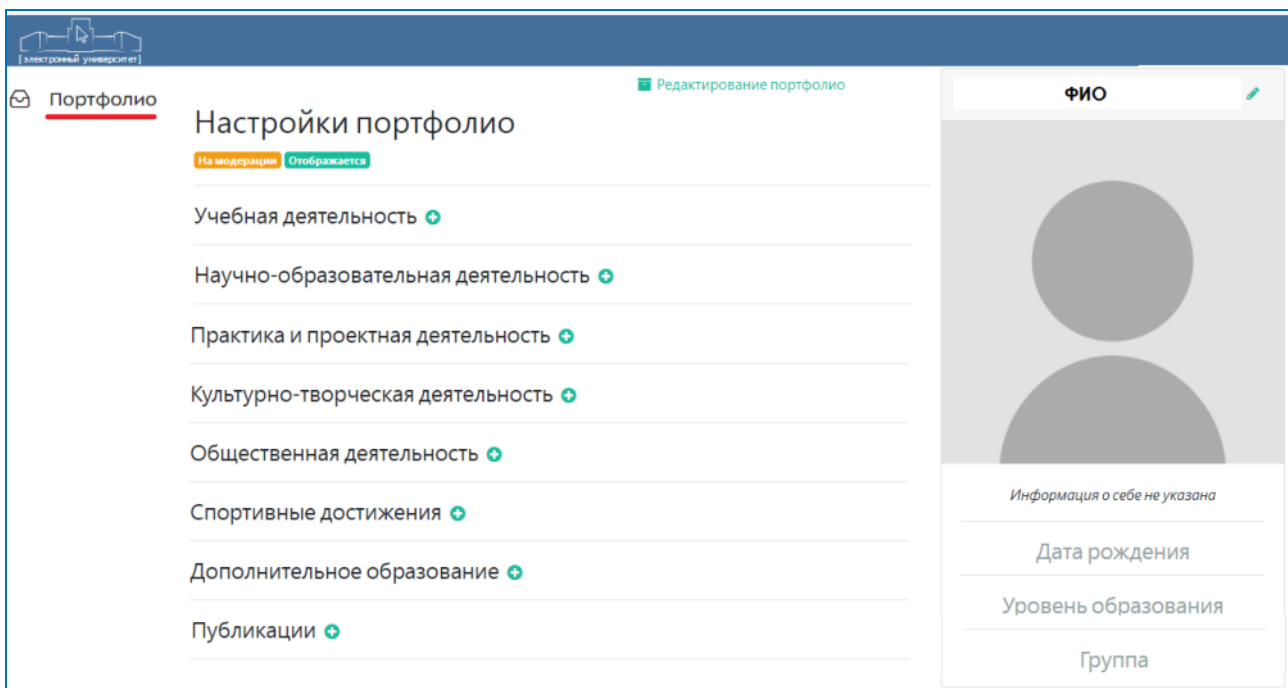 [электронный университет]
Портфолио
Редактирование портфолио
Настройки портфолио
На модерации Отображается
Учебная деятельность
Научно-образовательная деятельность
Практика и проектная деятельность
Культурно-творческая деятельность
Общественная деятельность
Спортивные достижения
Дополнительное образование
Публикации
ФИО
Информация о себе не указана
Дата рождения
Уровень образования
Группа